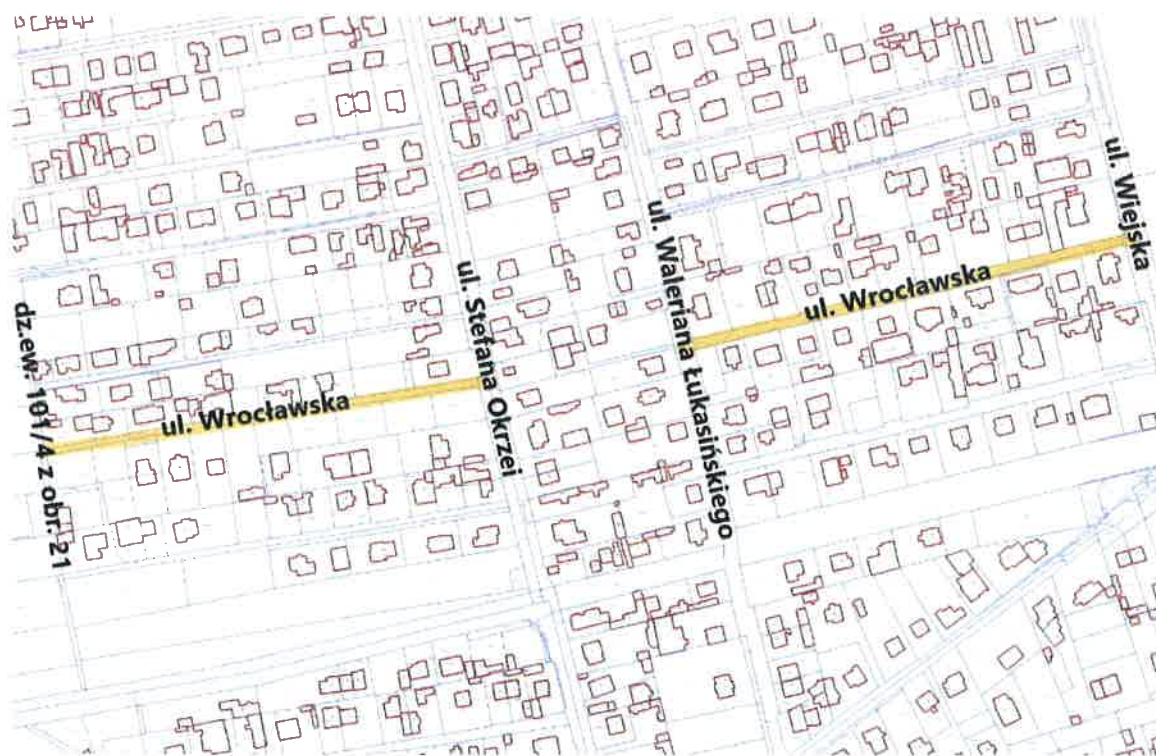 ul. Wiejska
ul. Waleriana Łukasińskiego
ul. Wrocławska
ul. Stefana Okrzei
dz.ew. 101/4 z obr. 21
ul. Wrocławska